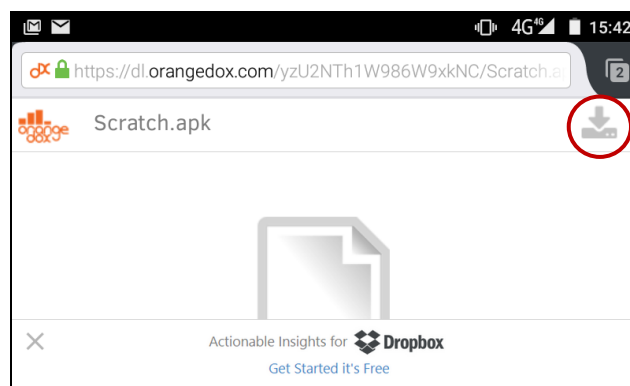 4G 4G 15:42
https://dl.orangedox.com/yzU2NTh1W986W9xkNC/Scratch.a
2
orange
dox
Scratch.apk
Actionable Insights for Dropbox
Get Started it's Free